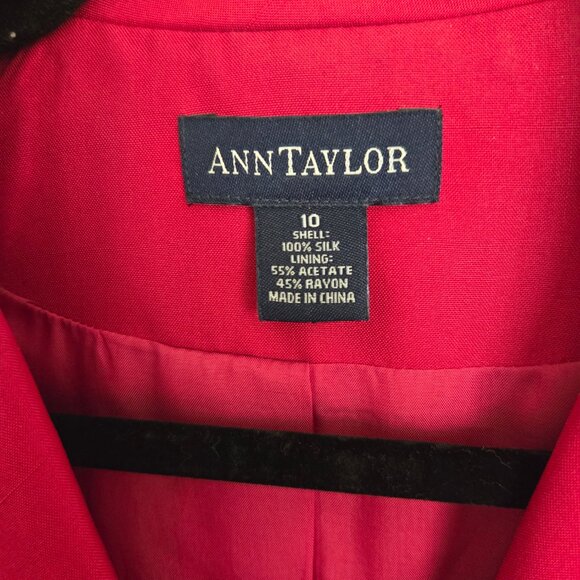 ANNTAYLOR
10
SHELL:
100% SILK
LINING:
55% ACETATE
45% RAYON
MADE IN CHINA